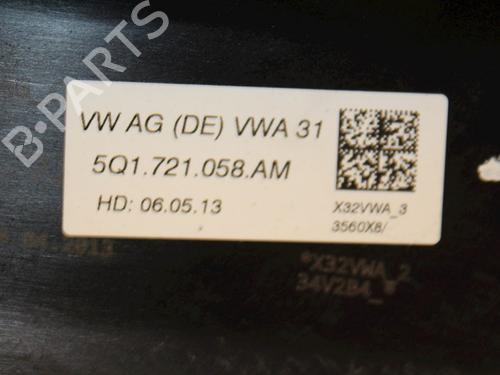 B-PARTS
VW AG (DE) VWA 31
5Q1.721.058.AM
HD: 06.05.13
X32VWA_3
3560X8/
*X32VWA_2
34V2B4_